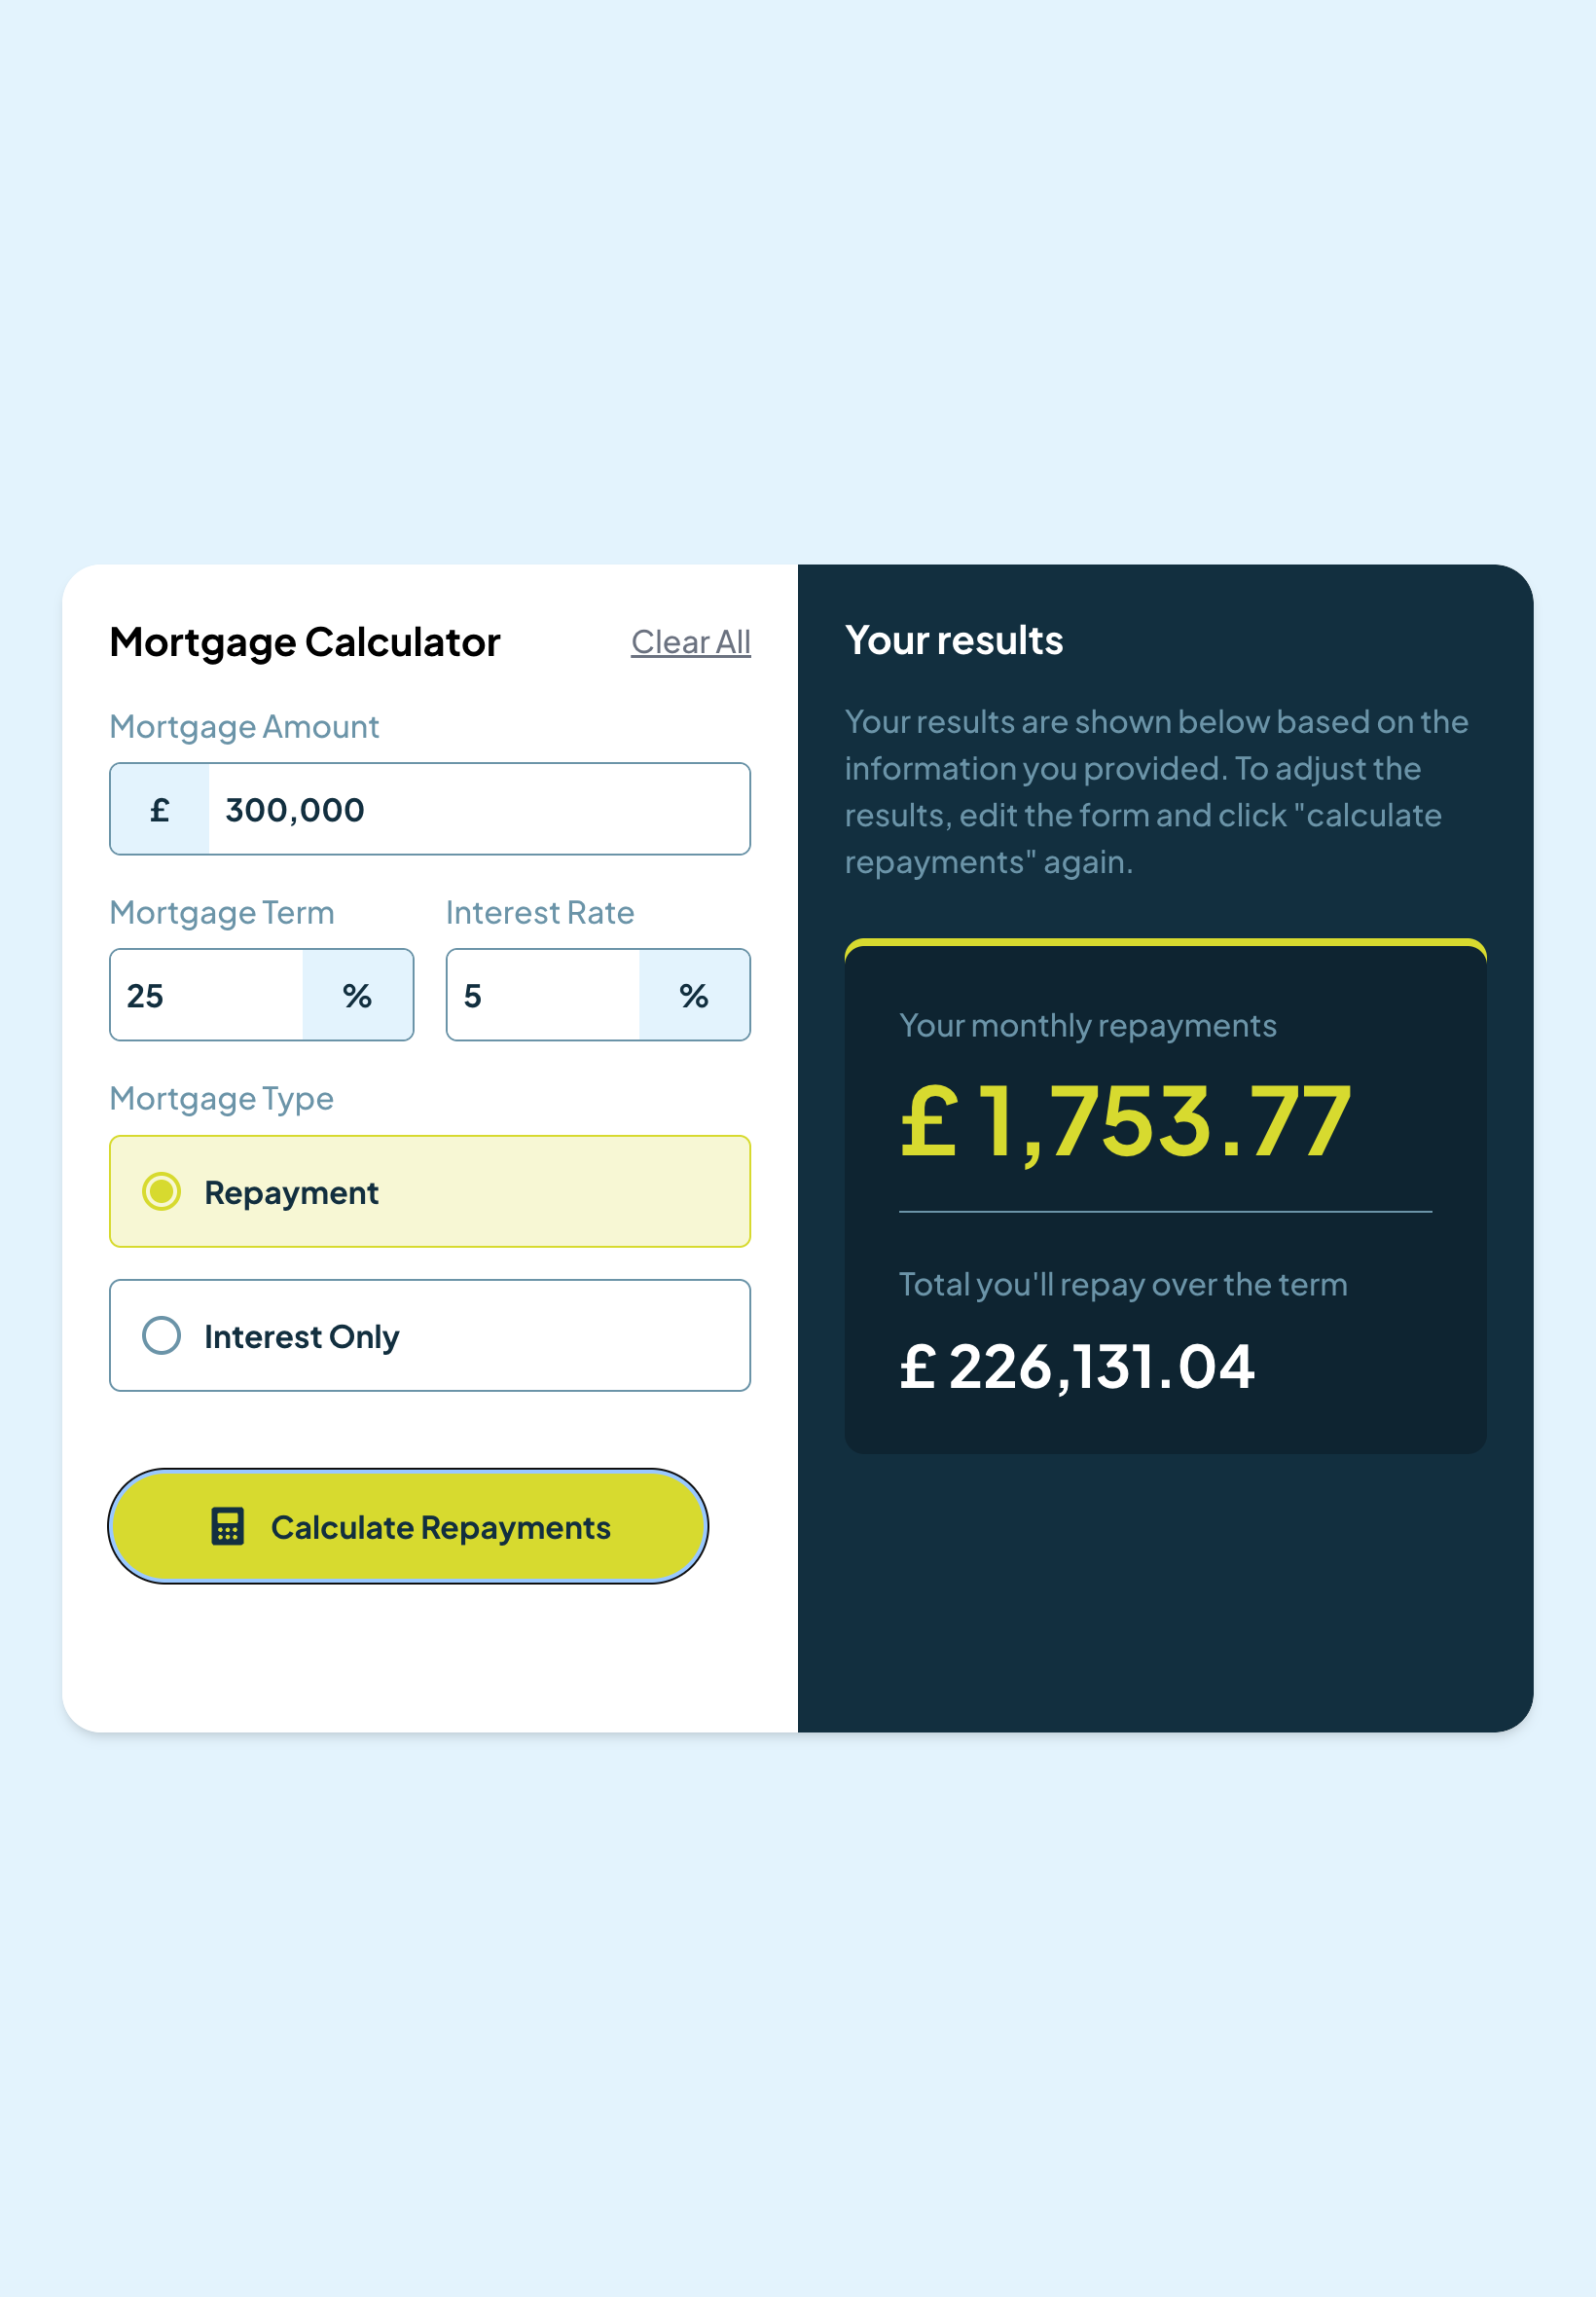 Mortgage Calculator
Clear All
Mortgage Amount
£ 300,000
Mortgage Term
25 %
Interest Rate
5 %
Mortgage Type
Repayment
Interest Only
Calculate Repayments
Your results
Your results are shown below based on the
information you provided. To adjust the
results, edit the form and click "calculate
repayments" again.
Your monthly repayments
£ 1,753.77
Total you'll repay over the term
£ 226,131.04